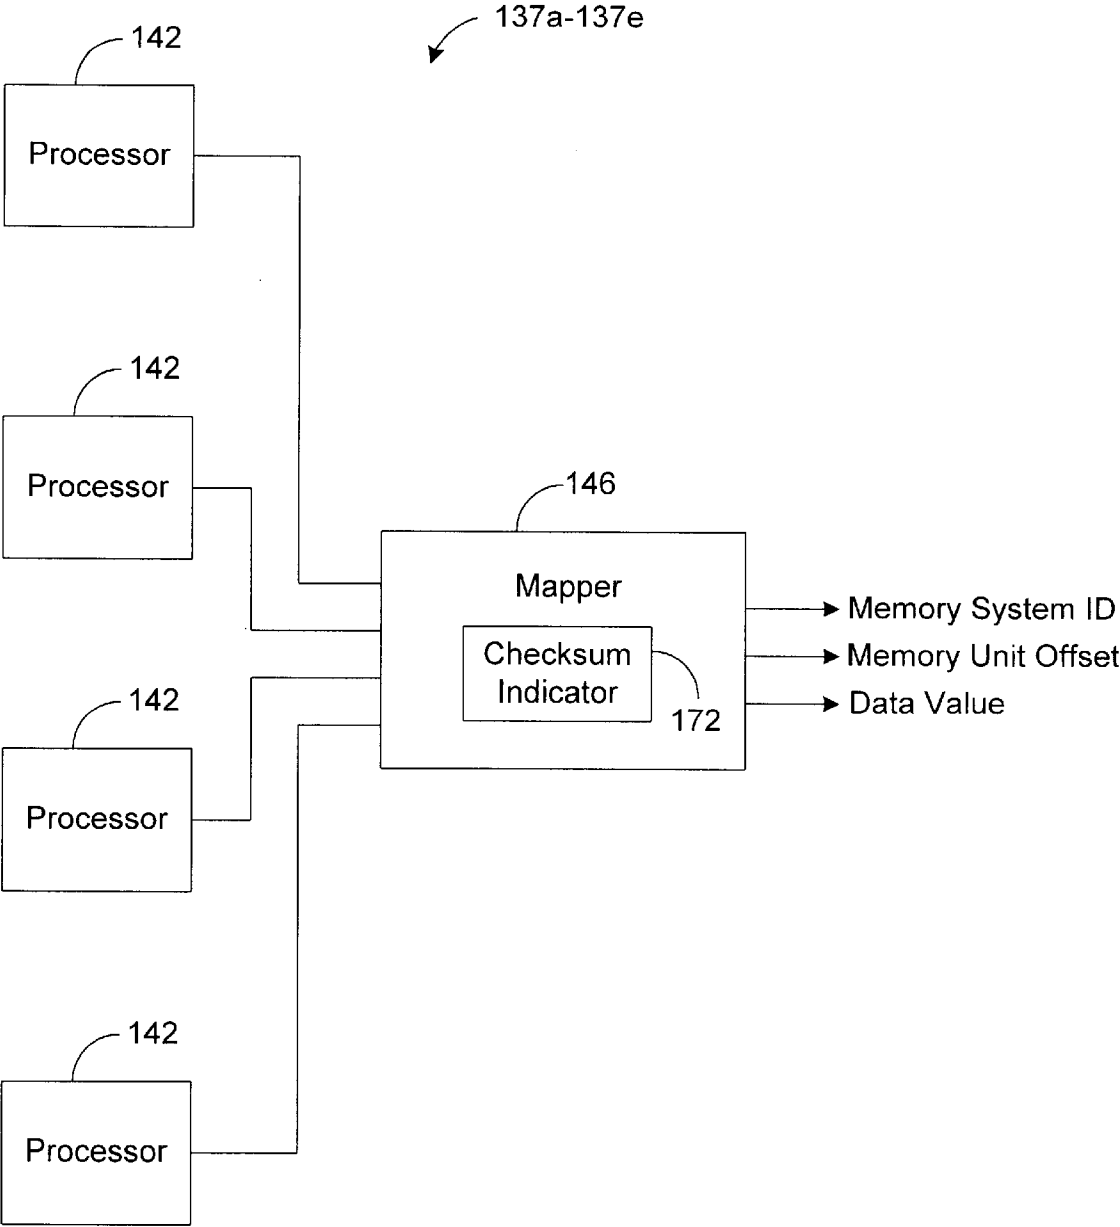 137a-137e
142
Processor
142
Processor
146
Mapper
Checksum
Indicator
172
Memory System ID
Memory Unit Offset
Data Value
142
Processor
142
Processor